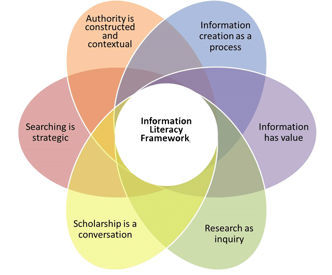 Authority is
constructed
and
contextual
Information
creation as a
process
Searching is
strategic
Information
Literacy
Framework
Information
has value
Scholarship is a
conversation
Research as
inquiry